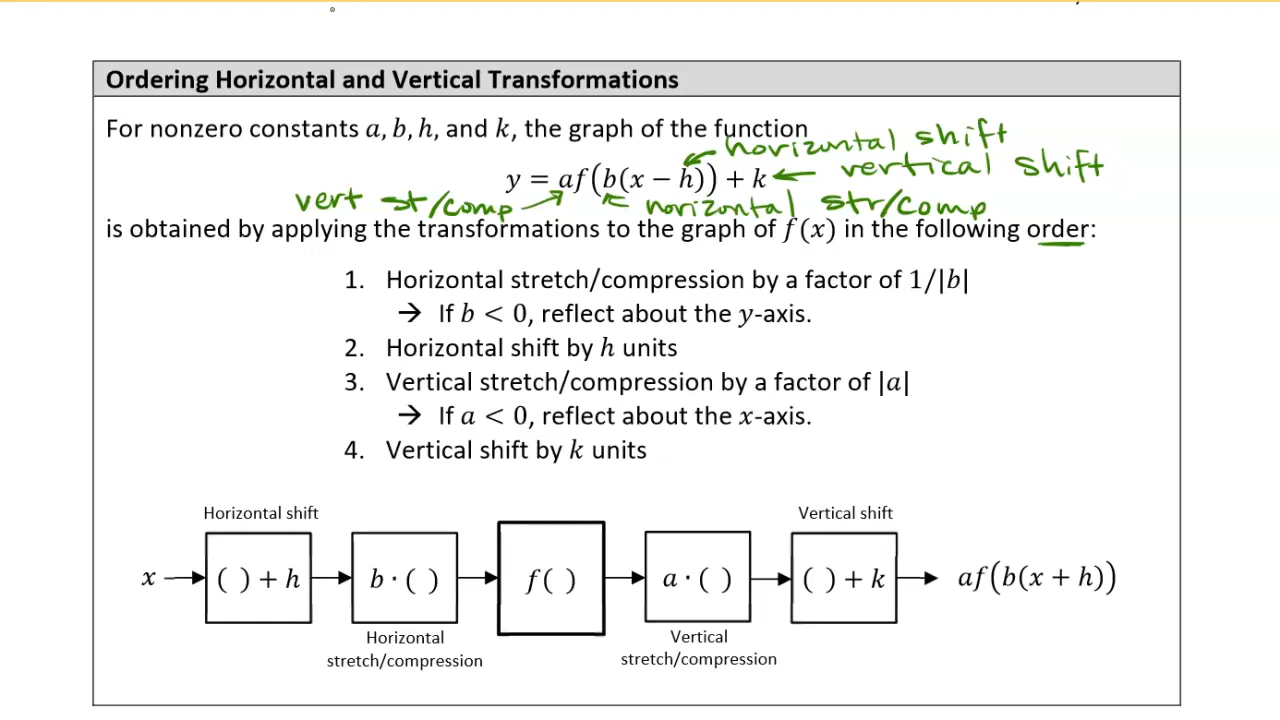 Ordering Horizontal and Vertical Transformations
For nonzero constants a, b, h, and k, the graph of the function
horizontal shift
y = af(b(x − h)) + k ← vertical shift
vert st/comp → horizontal str/comp
is obtained by applying the transformations to the graph of f(x) in the following order:
1. Horizontal stretch/compression by a factor of 1/|b|
→ If b < 0, reflect about the y-axis.
2. Horizontal shift by h units
3. Vertical stretch/compression by a factor of |a|
→ If a < 0, reflect about the x-axis.
4. Vertical shift by k units
Horizontal shift Vertical shift
x ( ) + h b · ( ) f( ) a · ( ) ( ) + k af(b(x + h))
Horizontal Vertical
stretch/compression stretch/compression